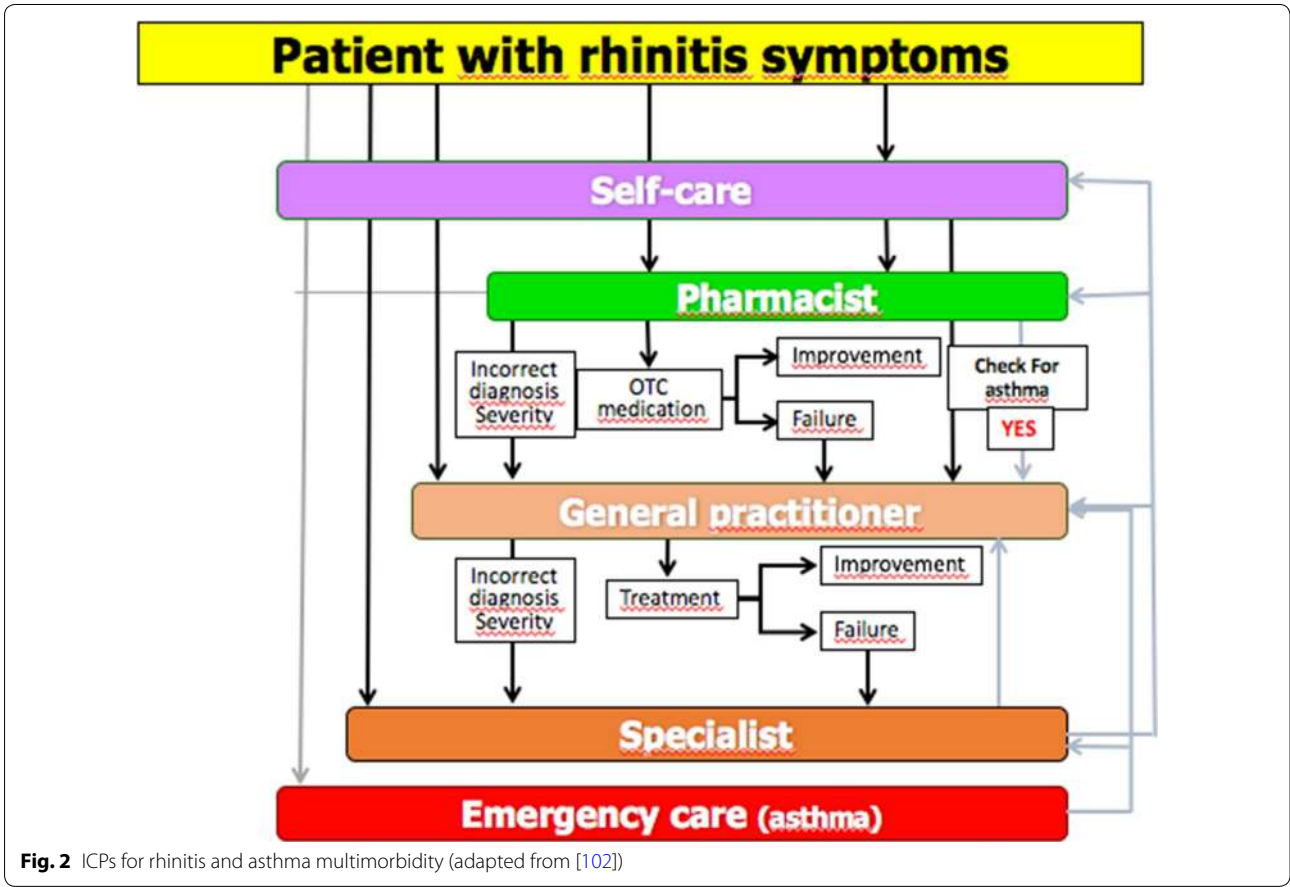 Patient with rhinitis symptoms
Self-care
Pharmacist
Incorrect
diagnosis
Severity
OTC
medication
Improvement
Failure
Check For
asthma
YES
General practitioner
Incorrect
diagnosis
Severity
Treatment
Improvement
Failure
Specialist
Emergency care (asthma)
Fig. 2 ICPs for rhinitis and asthma multimorbidity (adapted from [102])